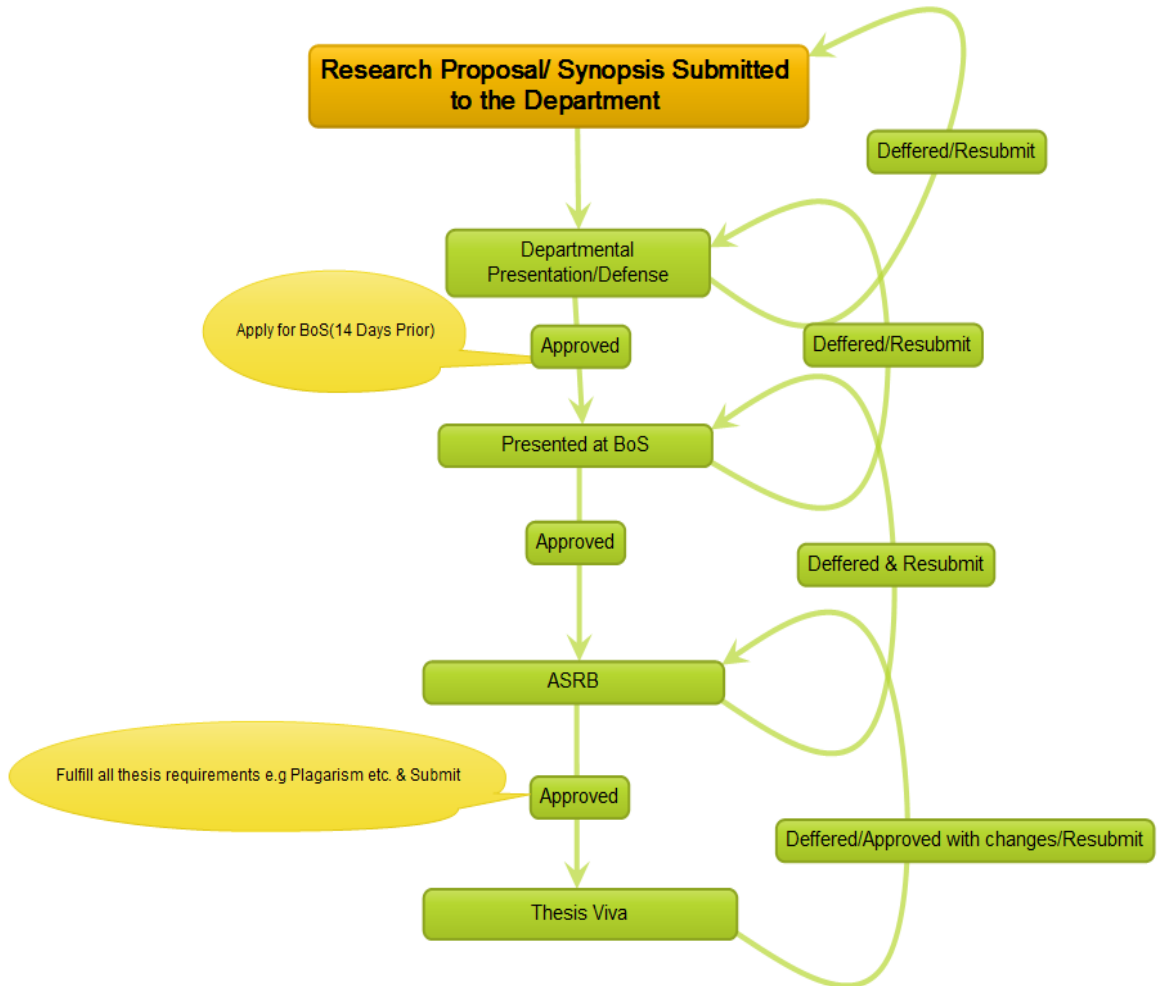 Research Proposal/ Synopsis Submitted
to the Department
Deffered/Resubmit
Departmental
Presentation/Defense
Apply for BoS(14 Days Prior)
Approved
Deffered/Resubmit
Presented at BoS
Approved
Deffered & Resubmit
ASRB
Fulfill all thesis requirements e.g Plagarism etc. & Submit
Approved
Deffered/Approved with changes/Resubmit
Thesis Viva